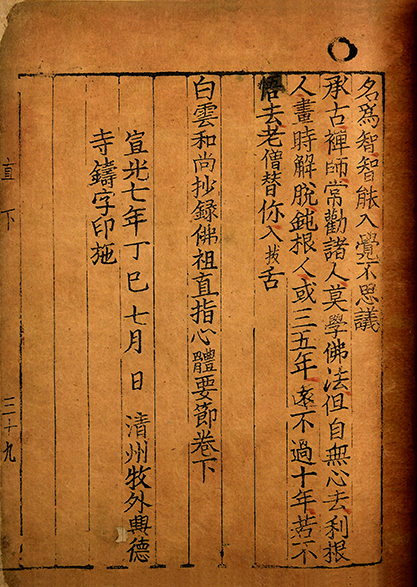 名爲智智能入覺不思議
承古禪師常勸諸人莫學佛法但自無心去利根
人晝時解脫鈍根人或三五年遠不過十年若不
悟去老僧替你入拔舌
白雲和尚抄錄佛祖直指心體要節卷下
宣光七年丁巳七月 日 清州牧外興德
寺鑄字印施
直下
三十九